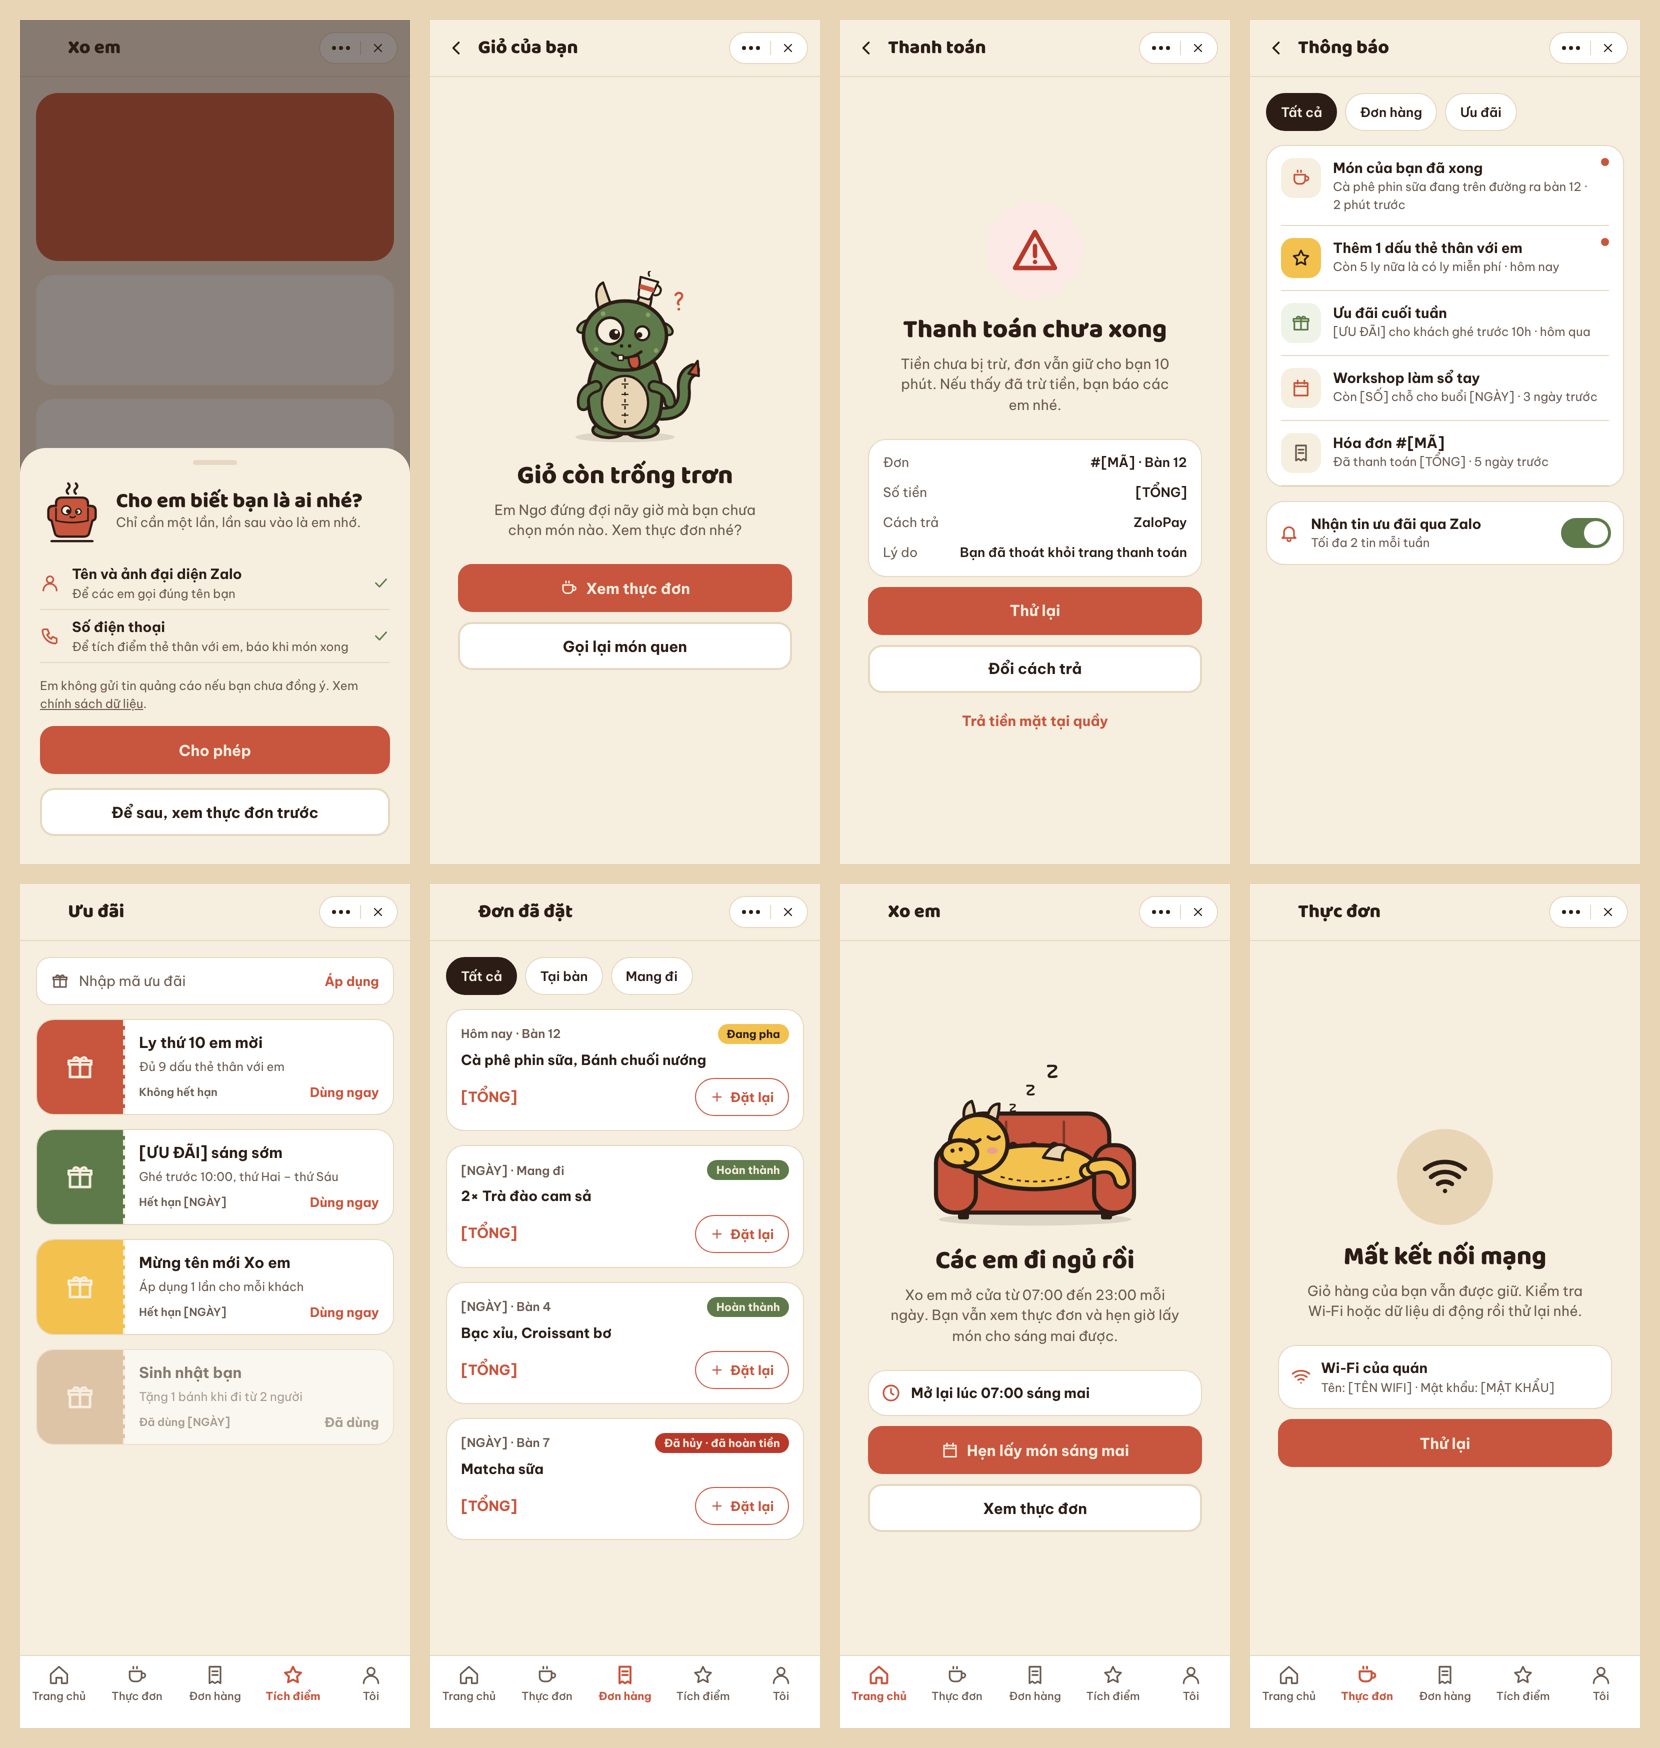 Xo em
Cho em biết bạn là ai nhé?
Chỉ cần một lần, lần sau vào là em nhớ.
Tên và ảnh đại diện Zalo
Để các em gọi đúng tên bạn
Số điện thoại
Để tích điểm thẻ thân với em, báo khi món xong
Em không gửi tin quảng cáo nếu bạn chưa đồng ý. Xem
chính sách dữ liệu.
Cho phép
Để sau, xem thực đơn trước
Giỏ của bạn
?
Giỏ còn trống trơn
Em Ngơ đứng đợi nãy giờ mà bạn chưa
chọn món nào. Xem thực đơn nhé?
Xem thực đơn
Gọi lại món quen
Thanh toán
Thanh toán chưa xong
Tiền chưa bị trừ, đơn vẫn giữ cho bạn 10
phút. Nếu thấy đã trừ tiền, bạn báo các
em nhé.
Đơn #[MÃ] · Bàn 12
Số tiền [TỔNG]
Cách trả ZaloPay
Lý do Bạn đã thoát khỏi trang thanh toán
Thử lại
Đổi cách trả
Trả tiền mặt tại quầy
Thông báo
Tất cả Đơn hàng Ưu đãi
Món của bạn đã xong
Cà phê phin sữa đang trên đường ra bàn 12 ·
2 phút trước
Thêm 1 dấu thẻ thân với em
Còn 5 ly nữa là có ly miễn phí · hôm nay
Ưu đãi cuối tuần
[ƯU ĐÃI] cho khách ghé trước 10h · hôm qua
Workshop làm sổ tay
Còn [SỐ] chỗ cho buổi [NGÀY] · 3 ngày trước
Hóa đơn #[MÃ]
Đã thanh toán [TỔNG] · 5 ngày trước
Nhận tin ưu đãi qua Zalo
Tối đa 2 tin mỗi tuần
Ưu đãi
Nhập mã ưu đãi Áp dụng
Ly thứ 10 em mời
Đủ 9 dấu thẻ thân với em
Không hết hạn Dùng ngay
[ƯU ĐÃI] sáng sớm
Ghé trước 10:00, thứ Hai – thứ Sáu
Hết hạn [NGÀY] Dùng ngay
Mừng tên mới Xo em
Áp dụng 1 lần cho mỗi khách
Hết hạn [NGÀY] Dùng ngay
Sinh nhật bạn
Tặng 1 bánh khi đi từ 2 người
Đã dùng [NGÀY] Đã dùng
Trang chủ Thực đơn Đơn hàng Tích điểm Tôi
Đơn đã đặt
Tất cả Tại bàn Mang đi
Hôm nay · Bàn 12 Đang pha
Cà phê phin sữa, Bánh chuối nướng
[TỔNG] + Đặt lại
[NGÀY] · Mang đi Hoàn thành
2× Trà đào cam sả
[TỔNG] + Đặt lại
[NGÀY] · Bàn 4 Hoàn thành
Bạc xỉu, Croissant bơ
[TỔNG] + Đặt lại
[NGÀY] · Bàn 7 Đã hủy · đã hoàn tiền
Matcha sữa
[TỔNG] + Đặt lại
Trang chủ Thực đơn Đơn hàng Tích điểm Tôi
Xo em
z z z
Các em đi ngủ rồi
Xo em mở cửa từ 07:00 đến 23:00 mỗi
ngày. Bạn vẫn xem thực đơn và hẹn giờ lấy
món cho sáng mai được.
Mở lại lúc 07:00 sáng mai
Hẹn lấy món sáng mai
Xem thực đơn
Trang chủ Thực đơn Đơn hàng Tích điểm Tôi
Thực đơn
Mất kết nối mạng
Giỏ hàng của bạn vẫn được giữ. Kiểm tra
Wi-Fi hoặc dữ liệu di động rồi thử lại nhé.
Wi-Fi của quán
Tên: [TÊN WIFI] · Mật khẩu: [MẬT KHẨU]
Thử lại
Trang chủ Thực đơn Đơn hàng Tích điểm Tôi